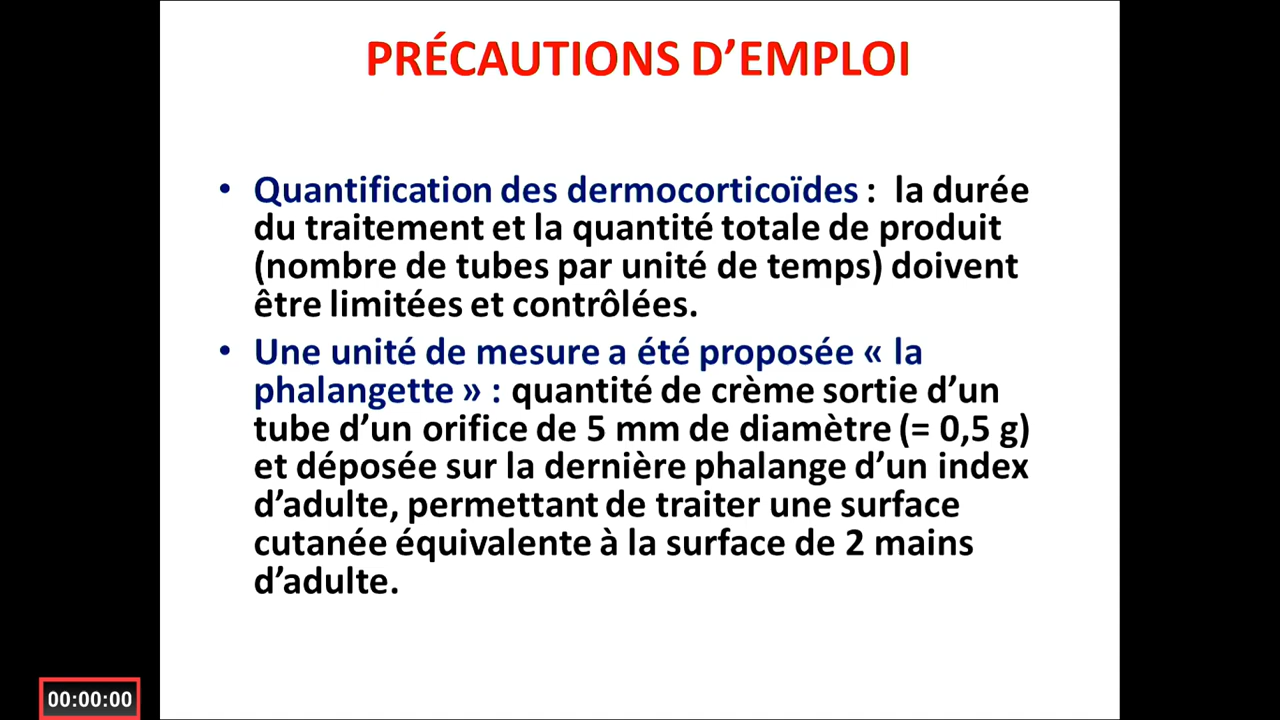 PRÉCAUTIONS D’EMPLOI
• Quantification des dermocorticoïdes : la durée
du traitement et la quantité totale de produit
(nombre de tubes par unité de temps) doivent
être limitées et contrôlées.
• Une unité de mesure a été proposée « la
phalangette » : quantité de crème sortie d’un
tube d’un orifice de 5 mm de diamètre (= 0,5 g)
et déposée sur la dernière phalange d’un index
d’adulte, permettant de traiter une surface
cutanée équivalente à la surface de 2 mains
d’adulte.
00:00:00